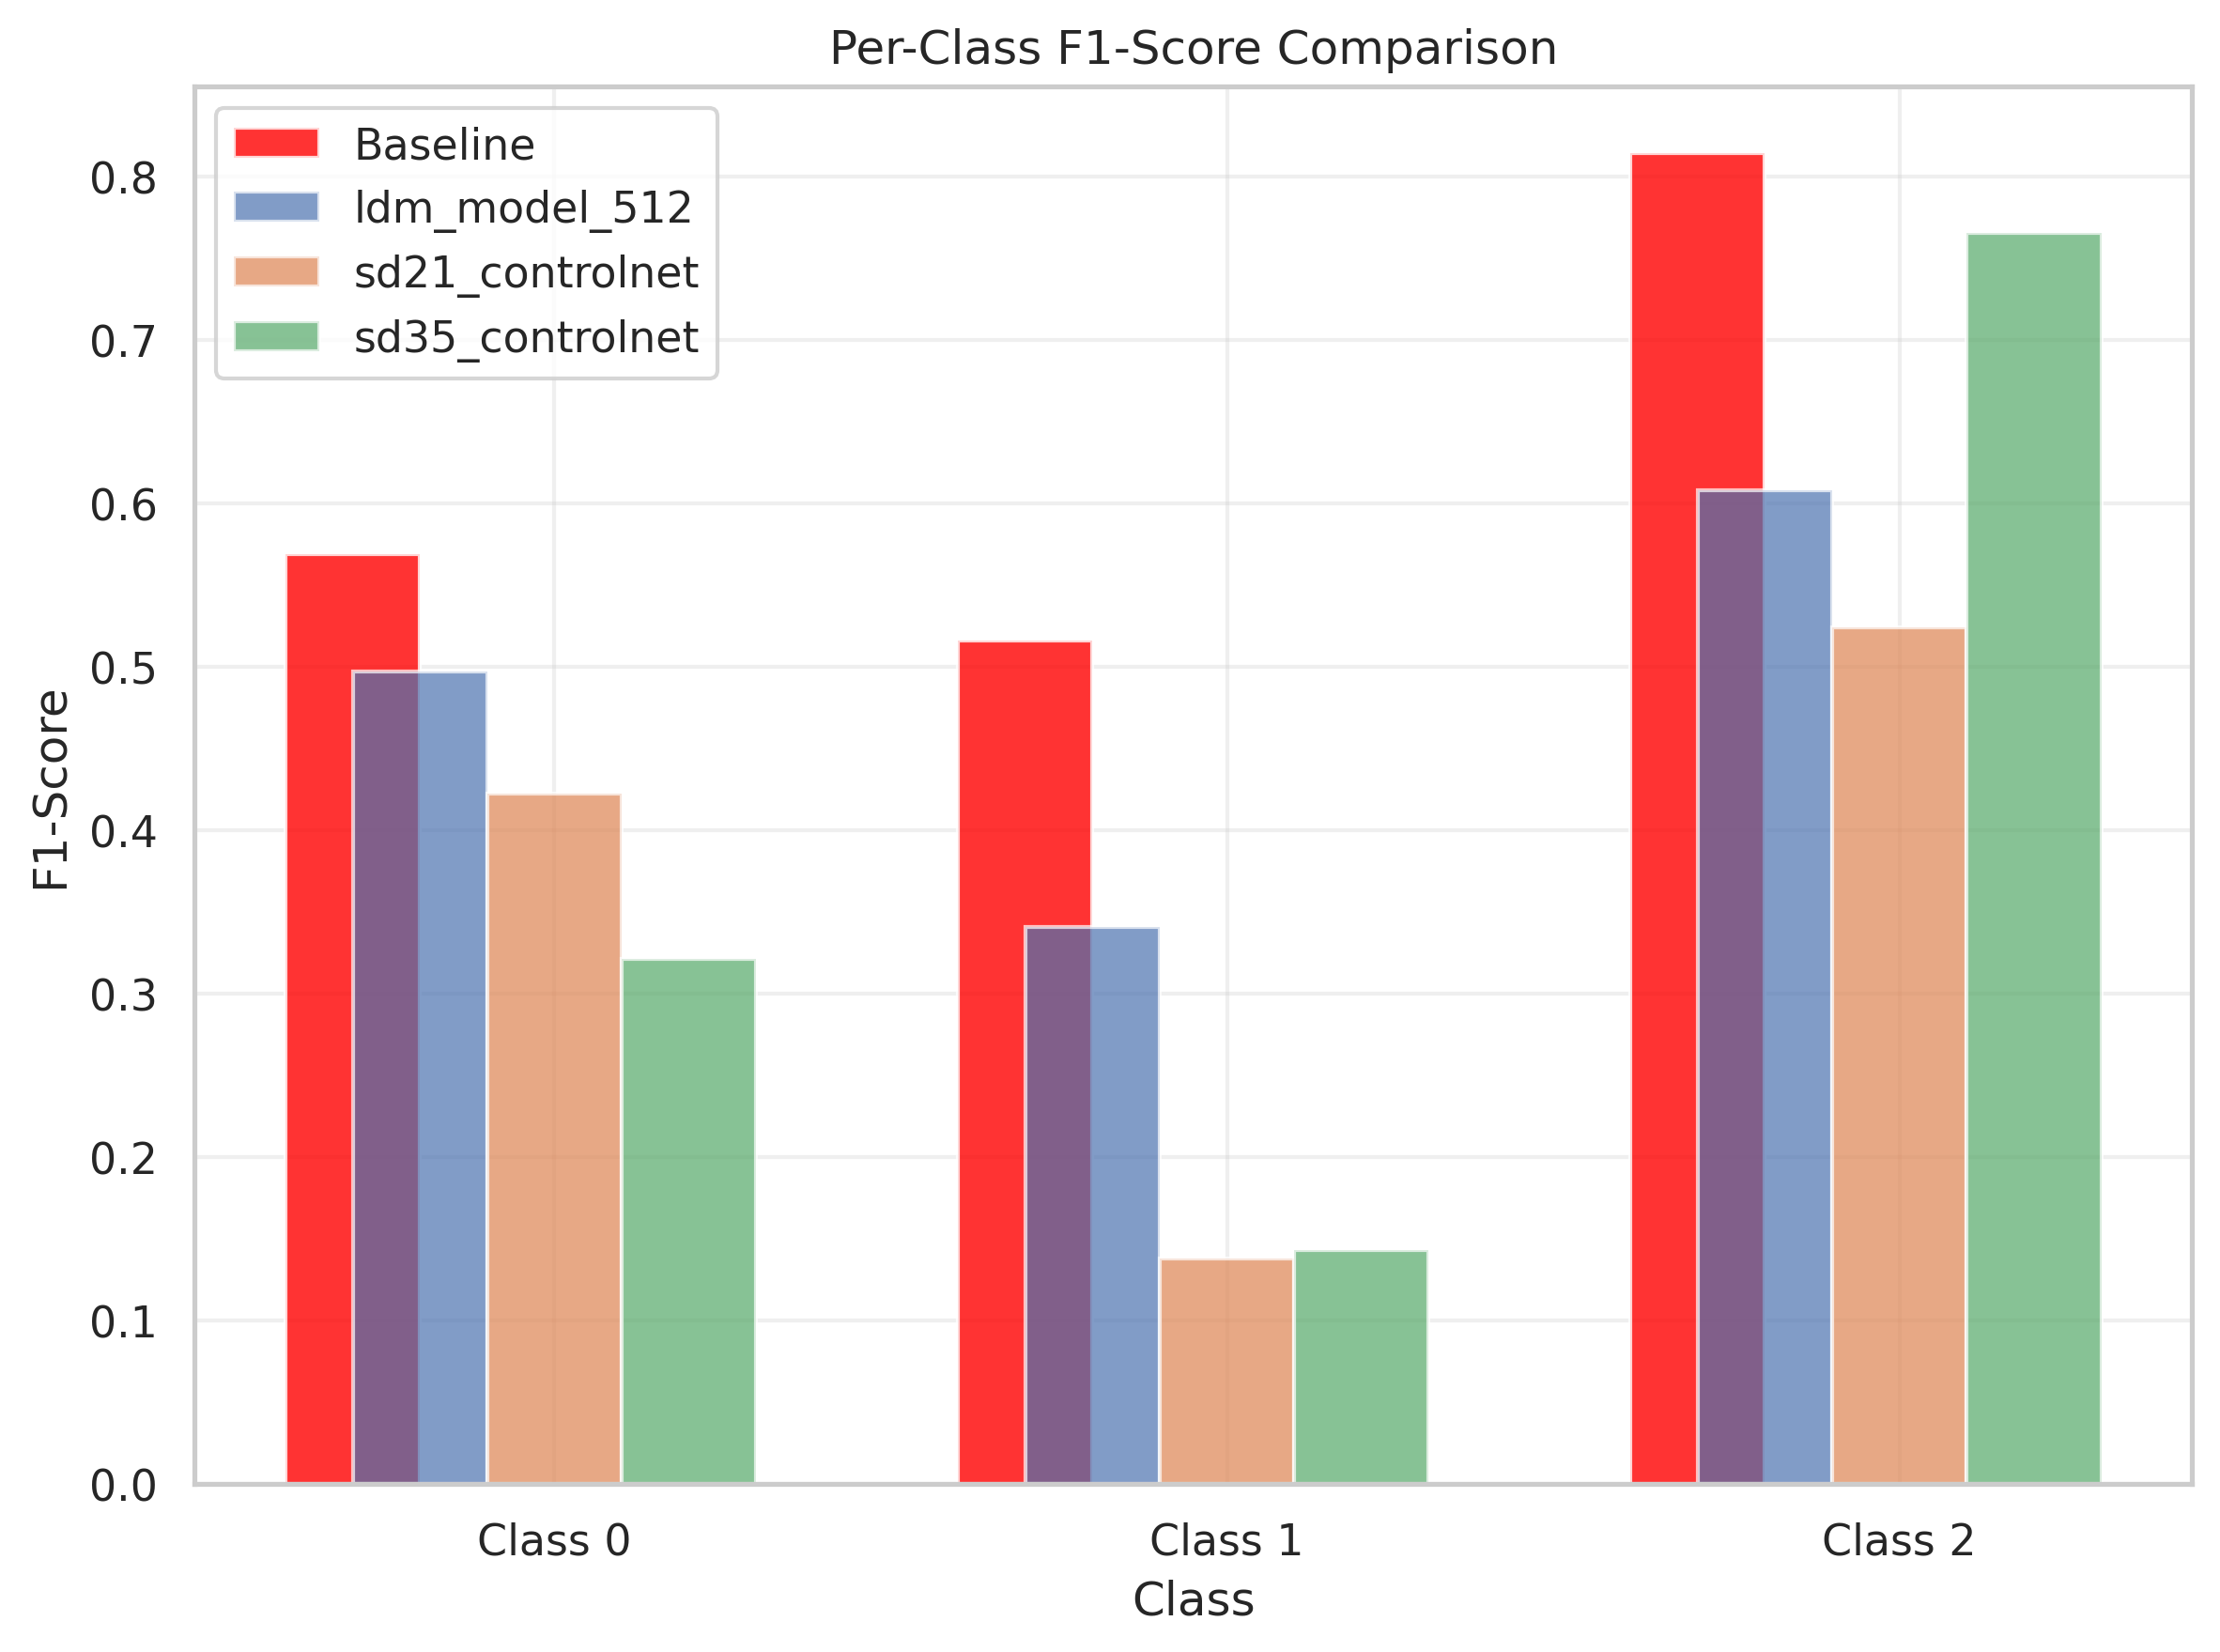 Per-Class F1-Score Comparison
Baseline
ldm_model_512
sd21_controlnet
sd35_controlnet
F1-Score
0.8
0.7
0.6
0.5
0.4
0.3
0.2
0.1
0.0
Class 0
Class 1
Class 2
Class